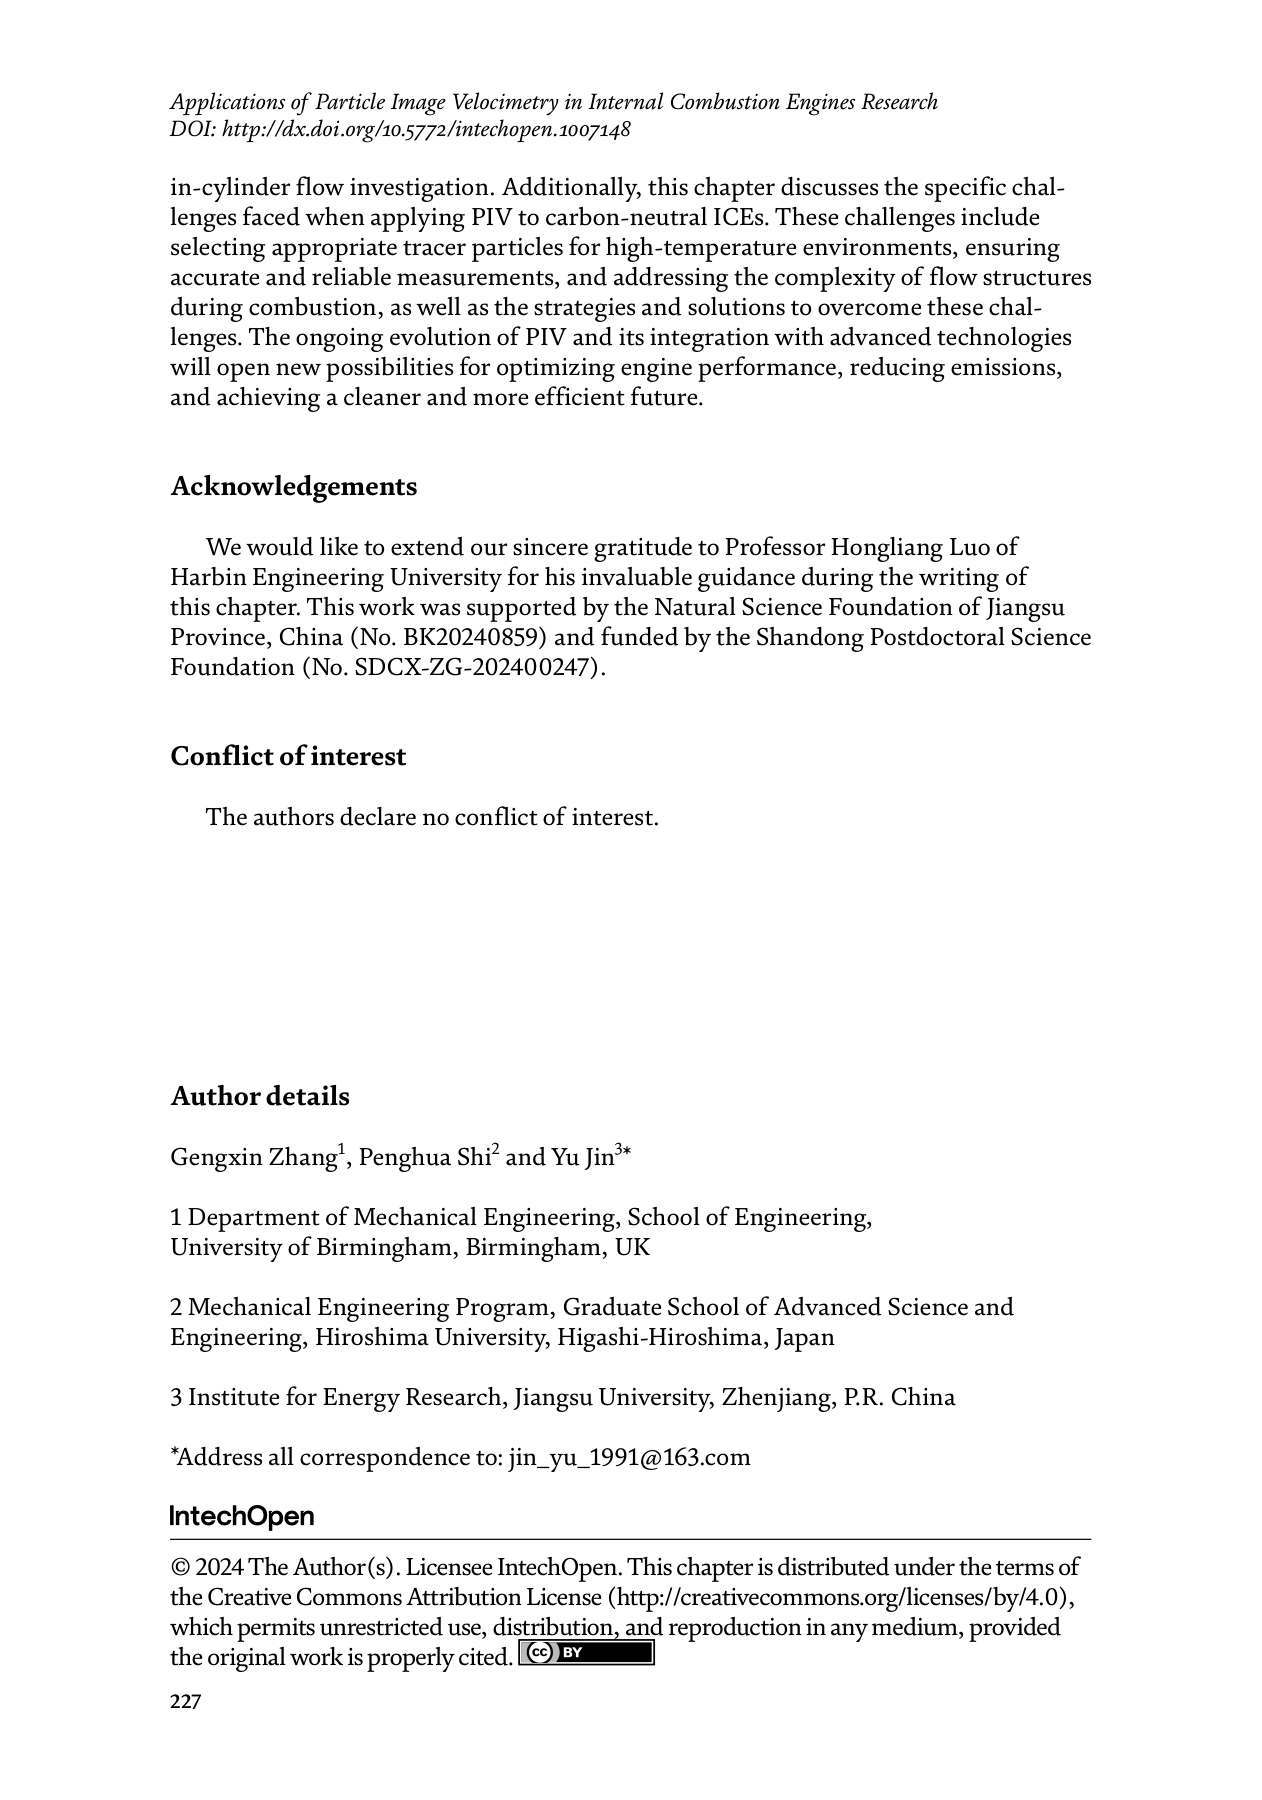 Applications of Particle Image Velocimetry in Internal Combustion Engines Research
DOI: http://dx.doi.org/10.5772/intechopen.1007148
in-cylinder flow investigation. Additionally, this chapter discusses the specific chal-
lenges faced when applying PIV to carbon-neutral ICEs. These challenges include
selecting appropriate tracer particles for high-temperature environments, ensuring
accurate and reliable measurements, and addressing the complexity of flow structures
during combustion, as well as the strategies and solutions to overcome these chal-
lenges. The ongoing evolution of PIV and its integration with advanced technologies
will open new possibilities for optimizing engine performance, reducing emissions,
and achieving a cleaner and more efficient future.
Acknowledgements
We would like to extend our sincere gratitude to Professor Hongliang Luo of
Harbin Engineering University for his invaluable guidance during the writing of
this chapter. This work was supported by the Natural Science Foundation of Jiangsu
Province, China (No. BK20240859) and funded by the Shandong Postdoctoral Science
Foundation (No. SDCX-ZG-202400247).
Conflict of interest
The authors declare no conflict of interest.
Author details
Gengxin Zhang1, Penghua Shi2 and Yu Jin3*
1 Department of Mechanical Engineering, School of Engineering,
University of Birmingham, Birmingham, UK
2 Mechanical Engineering Program, Graduate School of Advanced Science and
Engineering, Hiroshima University, Higashi-Hiroshima, Japan
3 Institute for Energy Research, Jiangsu University, Zhenjiang, P.R. China
*Address all correspondence to: jin_yu_1991@163.com
IntechOpen
© 2024 The Author(s). Licensee IntechOpen. This chapter is distributed under the terms of
the Creative Commons Attribution License (http://creativecommons.org/licenses/by/4.0),
which permits unrestricted use, distribution, and reproduction in any medium, provided
the original work is properly cited. cc BY
227